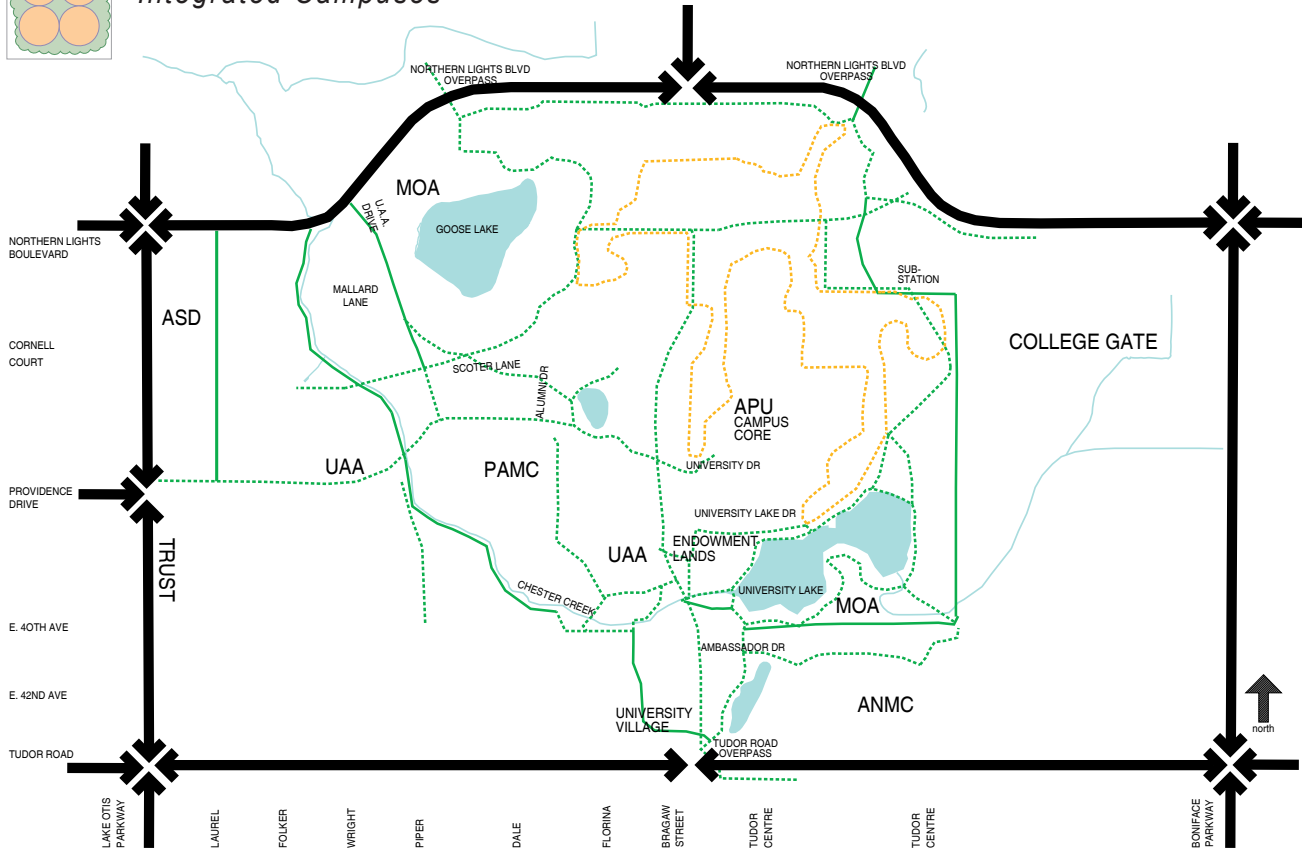 Integrated Campuses
NORTHERN LIGHTS BLVD
OVERPASS
NORTHERN LIGHTS BLVD
OVERPASS
MOA
U.A.A.
DRIVE
GOOSE LAKE
NORTHERN LIGHTS
BOULEVARD
MALLARD
LANE
SUB-
STATION
ASD
CORNELL
COURT
COLLEGE GATE
SCOTER LANE
ALUMNI DR
APU
CAMPUS
CORE
UAA
PAMC
UNIVERSITY DR
PROVIDENCE
DRIVE
UNIVERSITY LAKE DR
TRUST
UAA
ENDOWMENT
LANDS
CHESTER CREEK
UNIVERSITY LAKE
MOA
E. 4OTH AVE
AMBASSADOR DR
E. 42ND AVE
ANMC
UNIVERSITY
VILLAGE
north
TUDOR ROAD
TUDOR ROAD
OVERPASS
LAKE OTIS
PARKWAY
LAUREL
FOLKER
WRIGHT
PIPER
DALE
FLORINA
BRAGAW
STREET
TUDOR
CENTRE
TUDOR
CENTRE
BONIFACE
PARKWAY